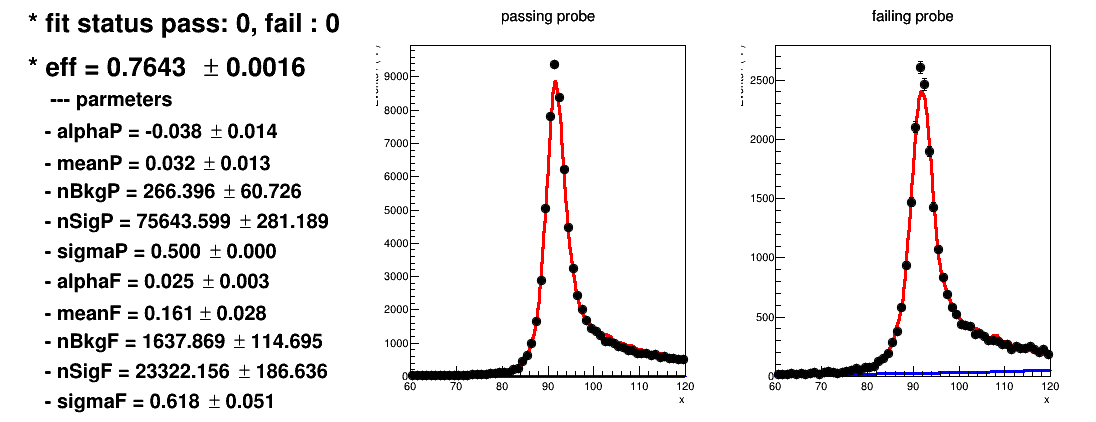 * fit status pass: 0, fail : 0
* eff = 0.7643 ± 0.0016
--- parmeters
- alphaP = -0.038 ± 0.014
- meanP = 0.032 ± 0.013
- nBkgP = 266.396 ± 60.726
- nSigP = 75643.599 ± 281.189
- sigmaP = 0.500 ± 0.000
- alphaF = 0.025 ± 0.003
- meanF = 0.161 ± 0.028
- nBkgF = 1637.869 ± 114.695
- nSigF = 23322.156 ± 186.636
- sigmaF = 0.618 ± 0.051
passing probe
9000
8000
7000
6000
5000
4000
3000
2000
1000
0
60 70 80 90 100 110 120
x
failing probe
2500
2000
1500
1000
500
0
60 70 80 90 100 110 120
x